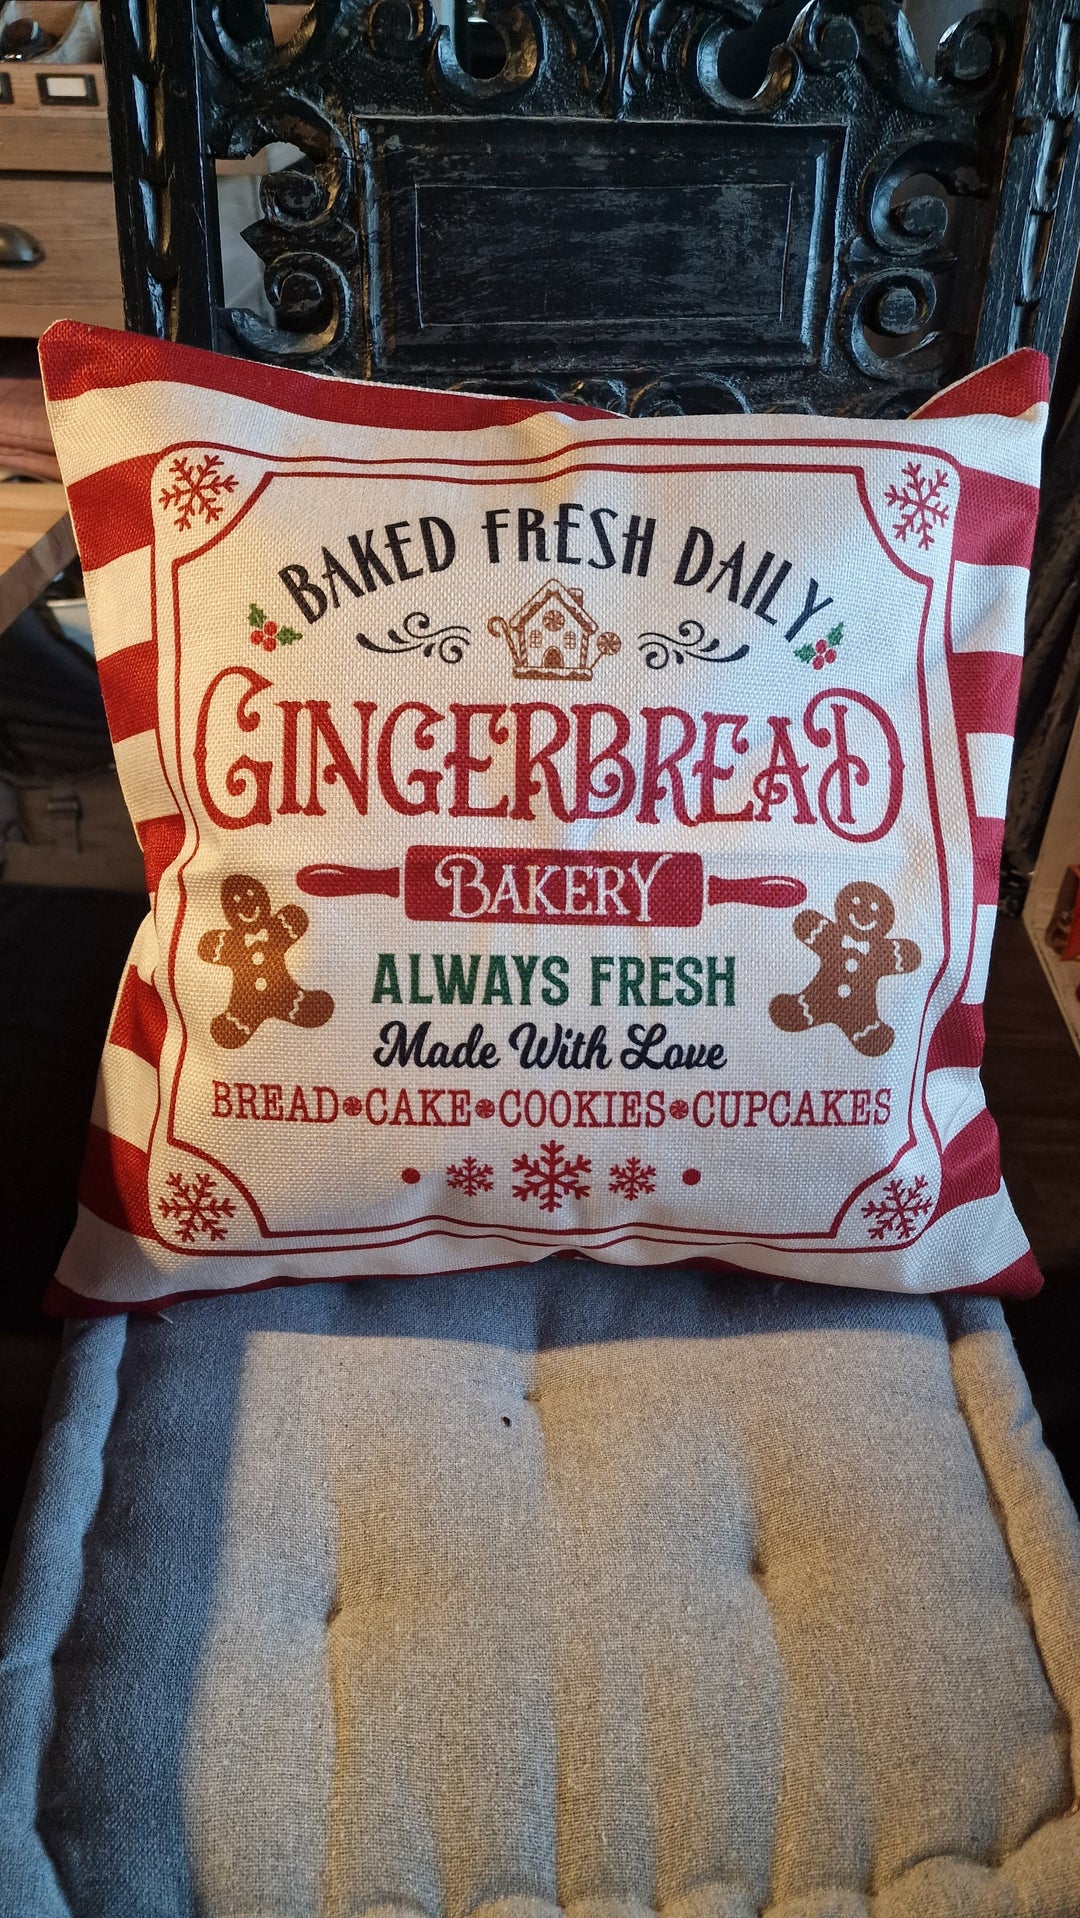 BAKED FRESH DAILY
GINGERBREAD
BAKERY
ALWAYS FRESH
Made With Love
BREAD•CAKE•COOKIES•CUPCAKES